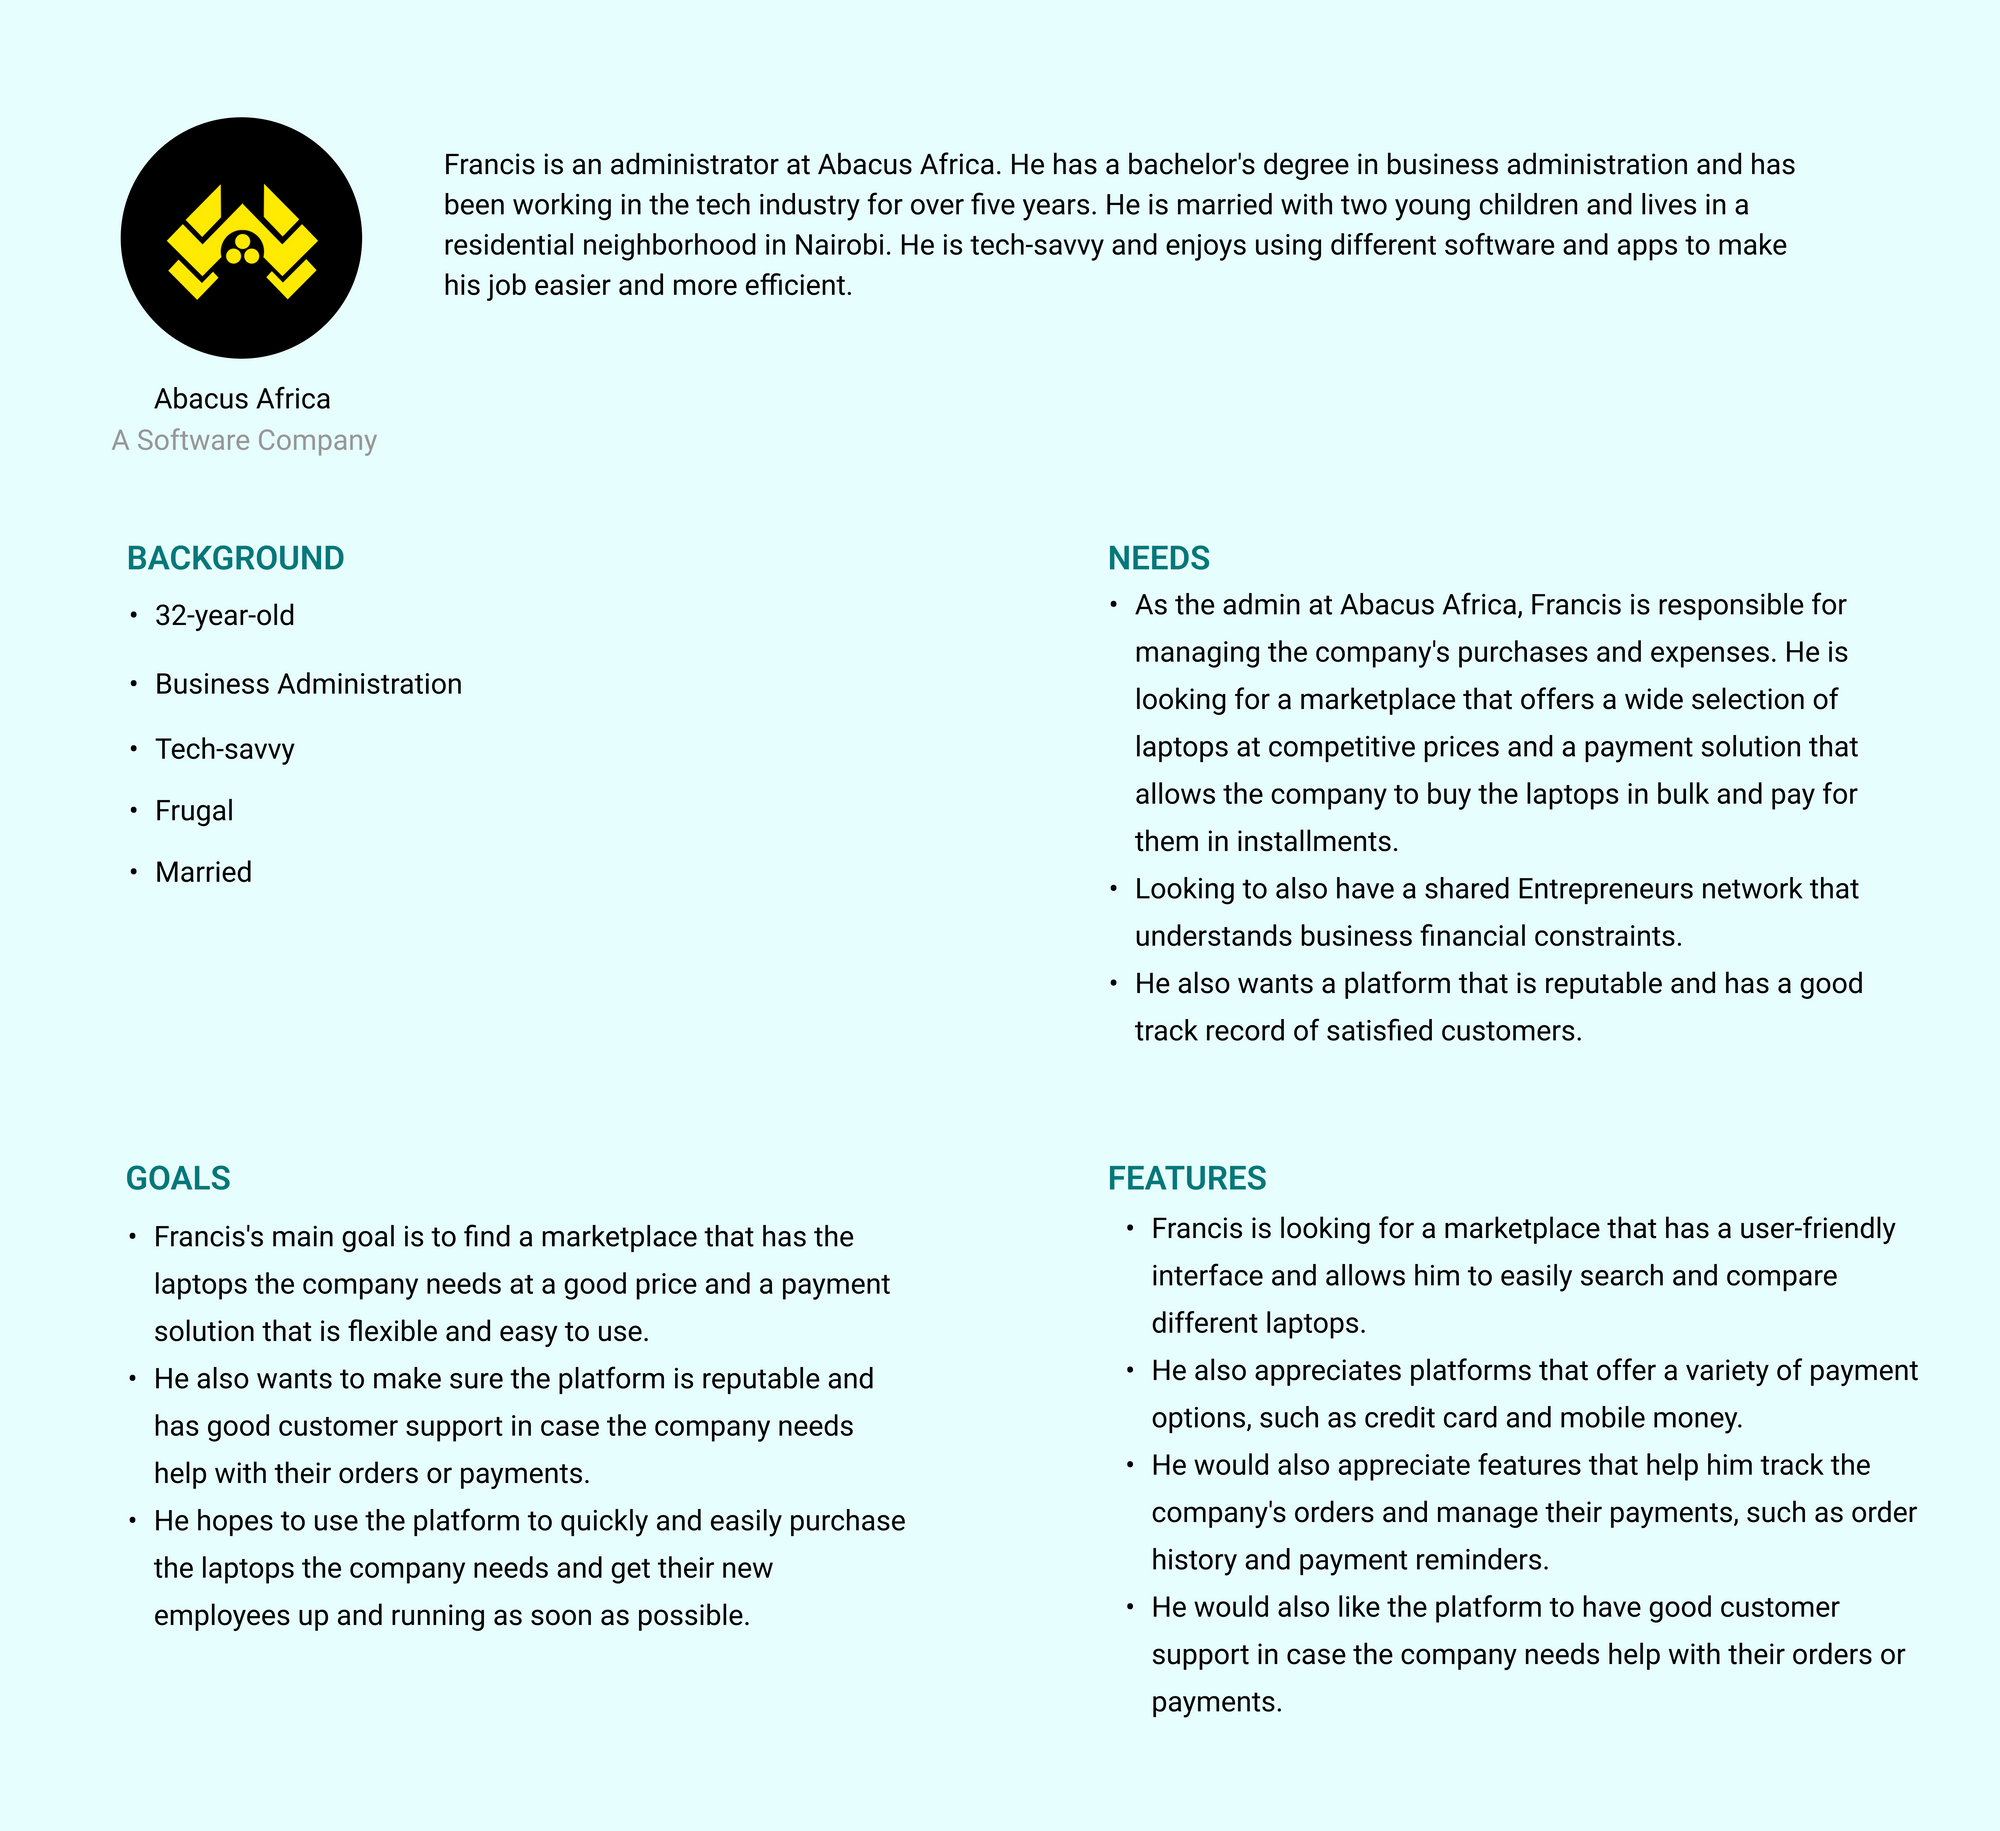 Francis is an administrator at Abacus Africa. He has a bachelor's degree in business administration and has
been working in the tech industry for over five years. He is married with two young children and lives in a
residential neighborhood in Nairobi. He is tech-savvy and enjoys using different software and apps to make
his job easier and more efficient.
Abacus Africa
A Software Company
BACKGROUND
• 32-year-old
• Business Administration
• Tech-savvy
• Frugal
• Married
NEEDS
• As the admin at Abacus Africa, Francis is responsible for
managing the company's purchases and expenses. He is
looking for a marketplace that offers a wide selection of
laptops at competitive prices and a payment solution that
allows the company to buy the laptops in bulk and pay for
them in installments.
• Looking to also have a shared Entrepreneurs network that
understands business financial constraints.
• He also wants a platform that is reputable and has a good
track record of satisfied customers.
GOALS
• Francis's main goal is to find a marketplace that has the
laptops the company needs at a good price and a payment
solution that is flexible and easy to use.
• He also wants to make sure the platform is reputable and
has good customer support in case the company needs
help with their orders or payments.
• He hopes to use the platform to quickly and easily purchase
the laptops the company needs and get their new
employees up and running as soon as possible.
FEATURES
• Francis is looking for a marketplace that has a user-friendly
interface and allows him to easily search and compare
different laptops.
• He also appreciates platforms that offer a variety of payment
options, such as credit card and mobile money.
• He would also appreciate features that help him track the
company's orders and manage their payments, such as order
history and payment reminders.
• He would also like the platform to have good customer
support in case the company needs help with their orders or
payments.